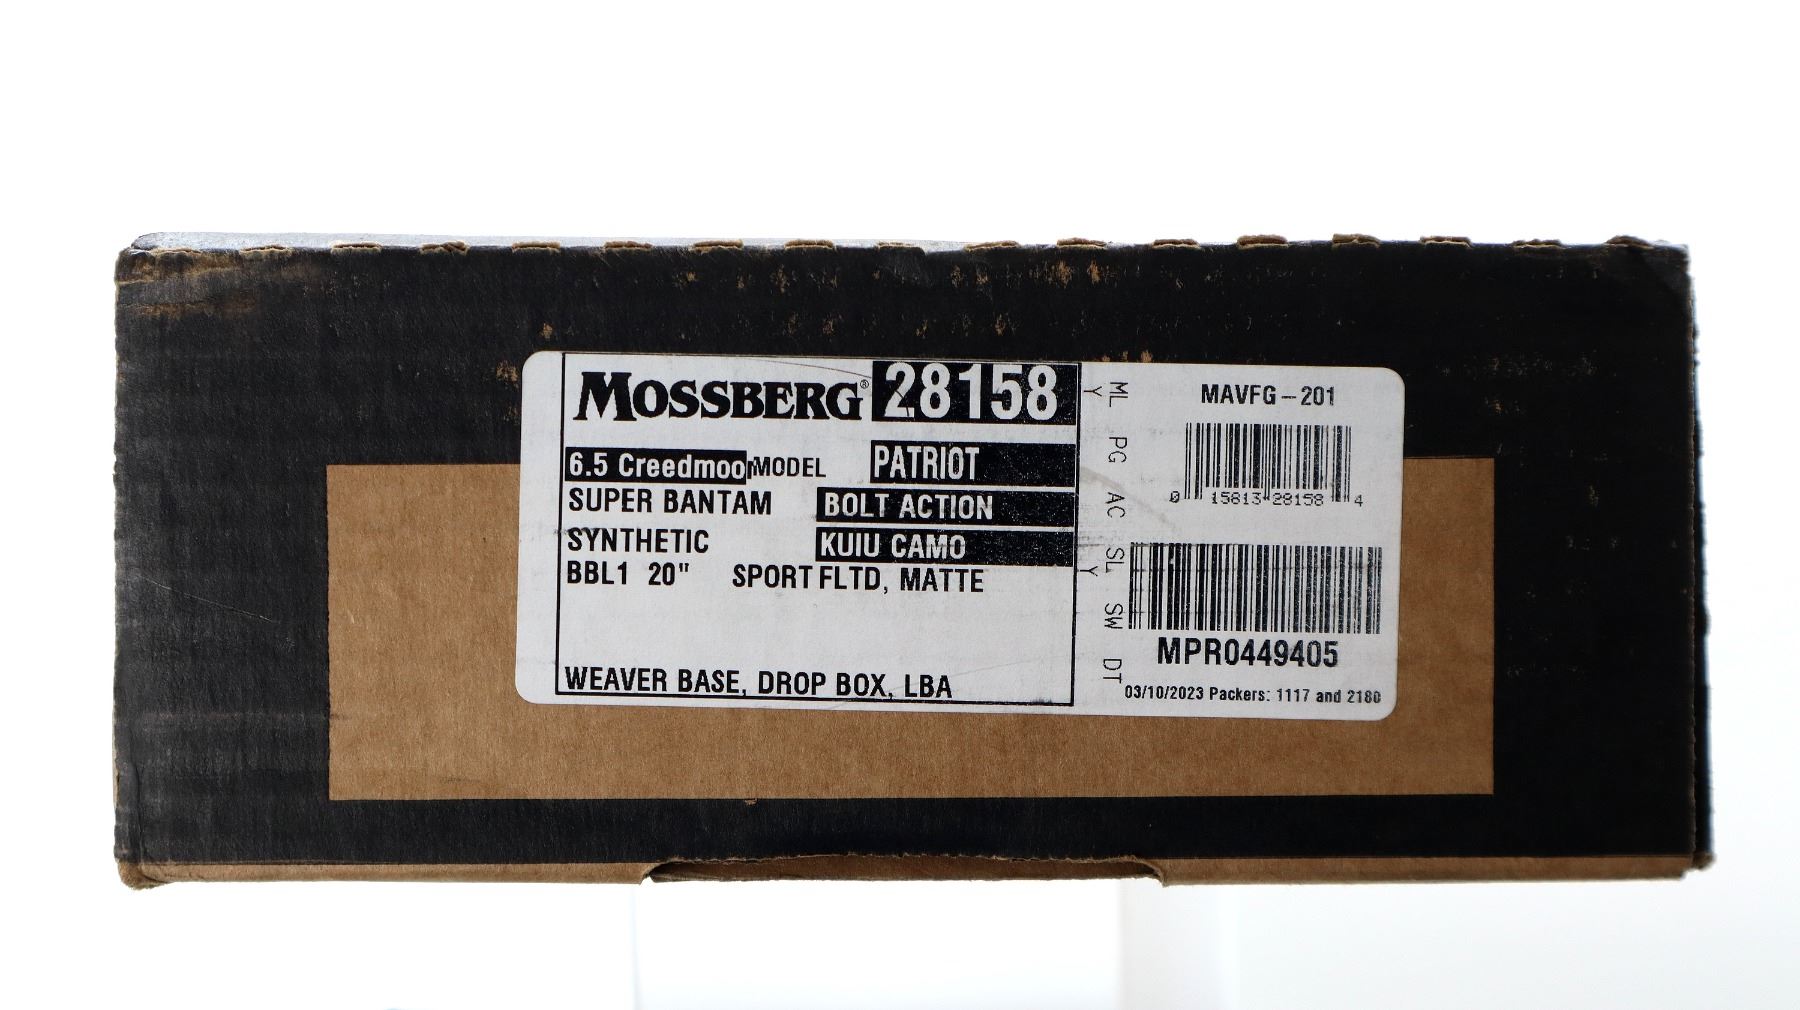 MOSSBERG® 28158
6.5 Creedmoor MODEL PATRIOT
SUPER BANTAM BOLT ACTION
SYNTHETIC KUIU CAMO
BBL1 20" SPORT FLTD, MATTE
WEAVER BASE, DROP BOX, LBA
ML PG AC SL SW DT
Y Y
MAVFG-201
0 15813 28158 4
MPR0449405
03/10/2023 Packers: 1117 and 2180